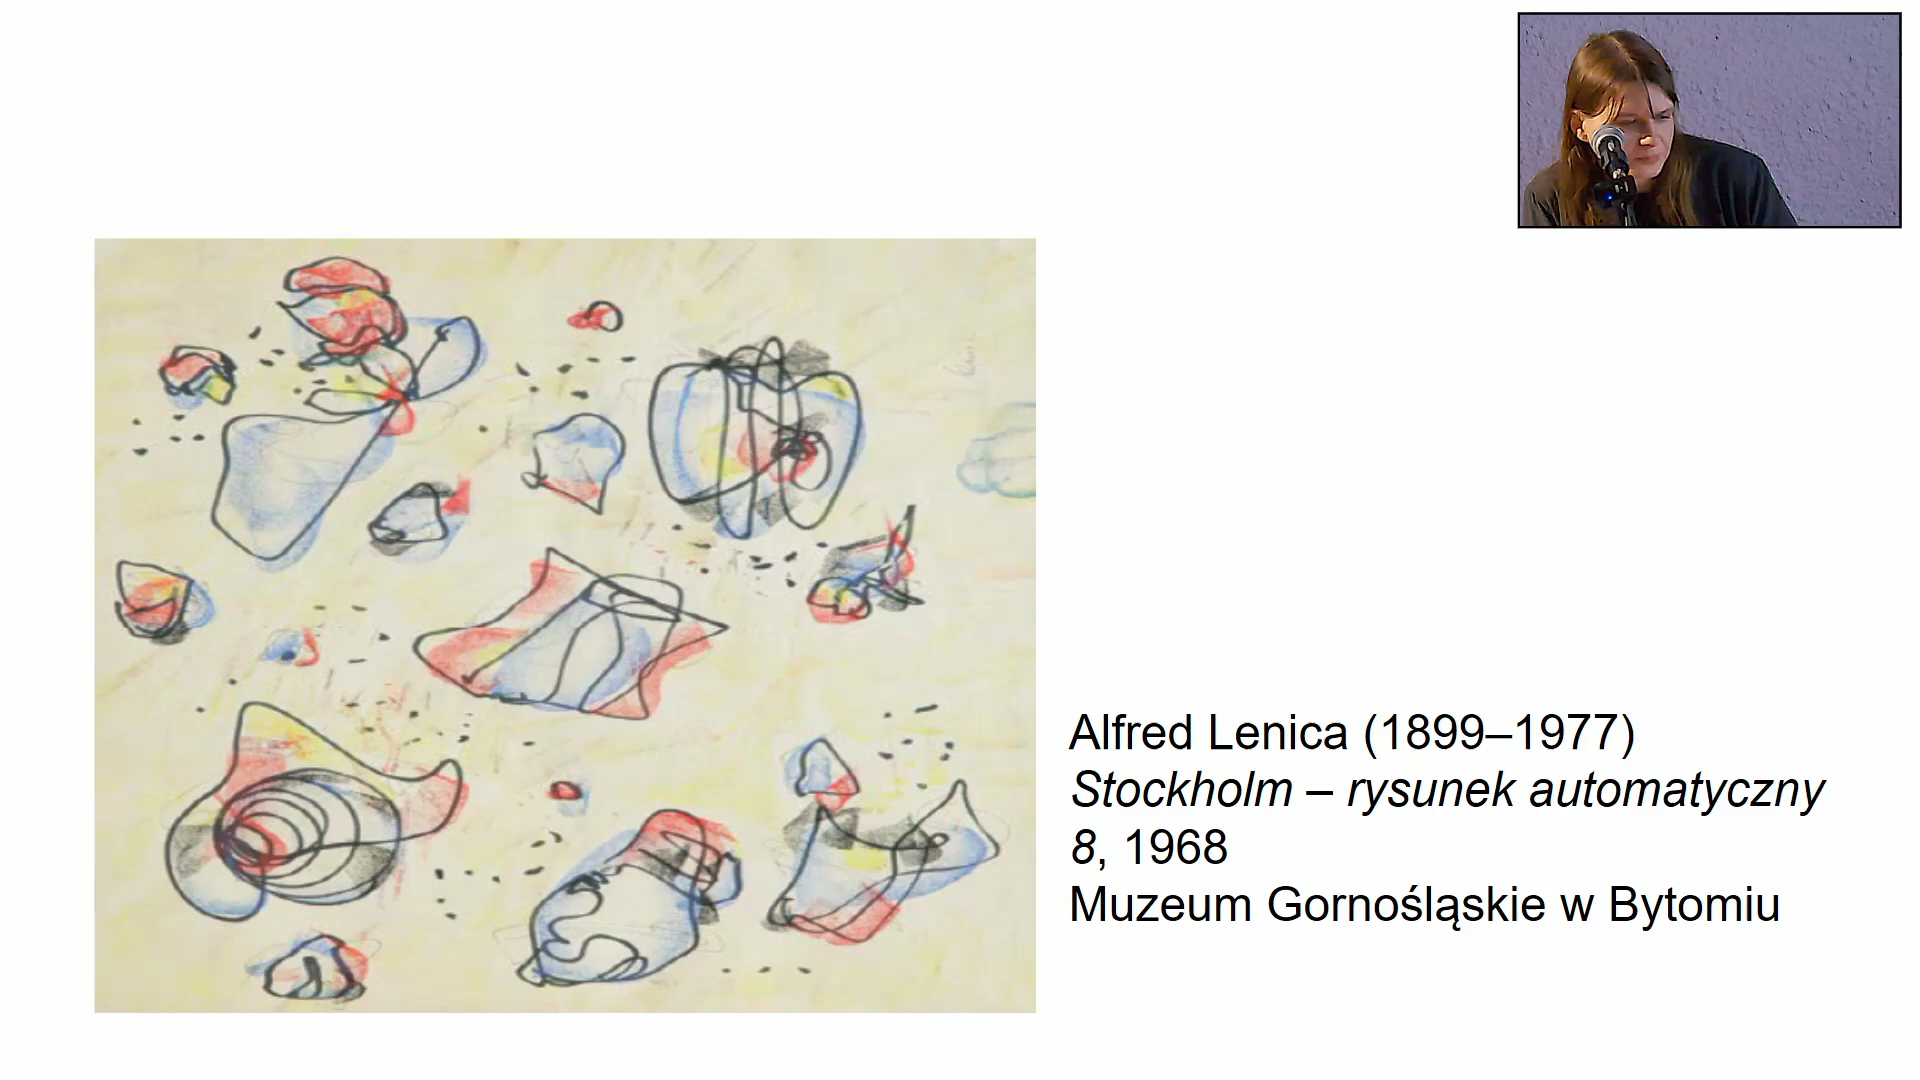 Alfred Lenica (1899–1977)
Stockholm – rysunek automatyczny
8, 1968
Muzeum Gornośląskie w Bytomiu